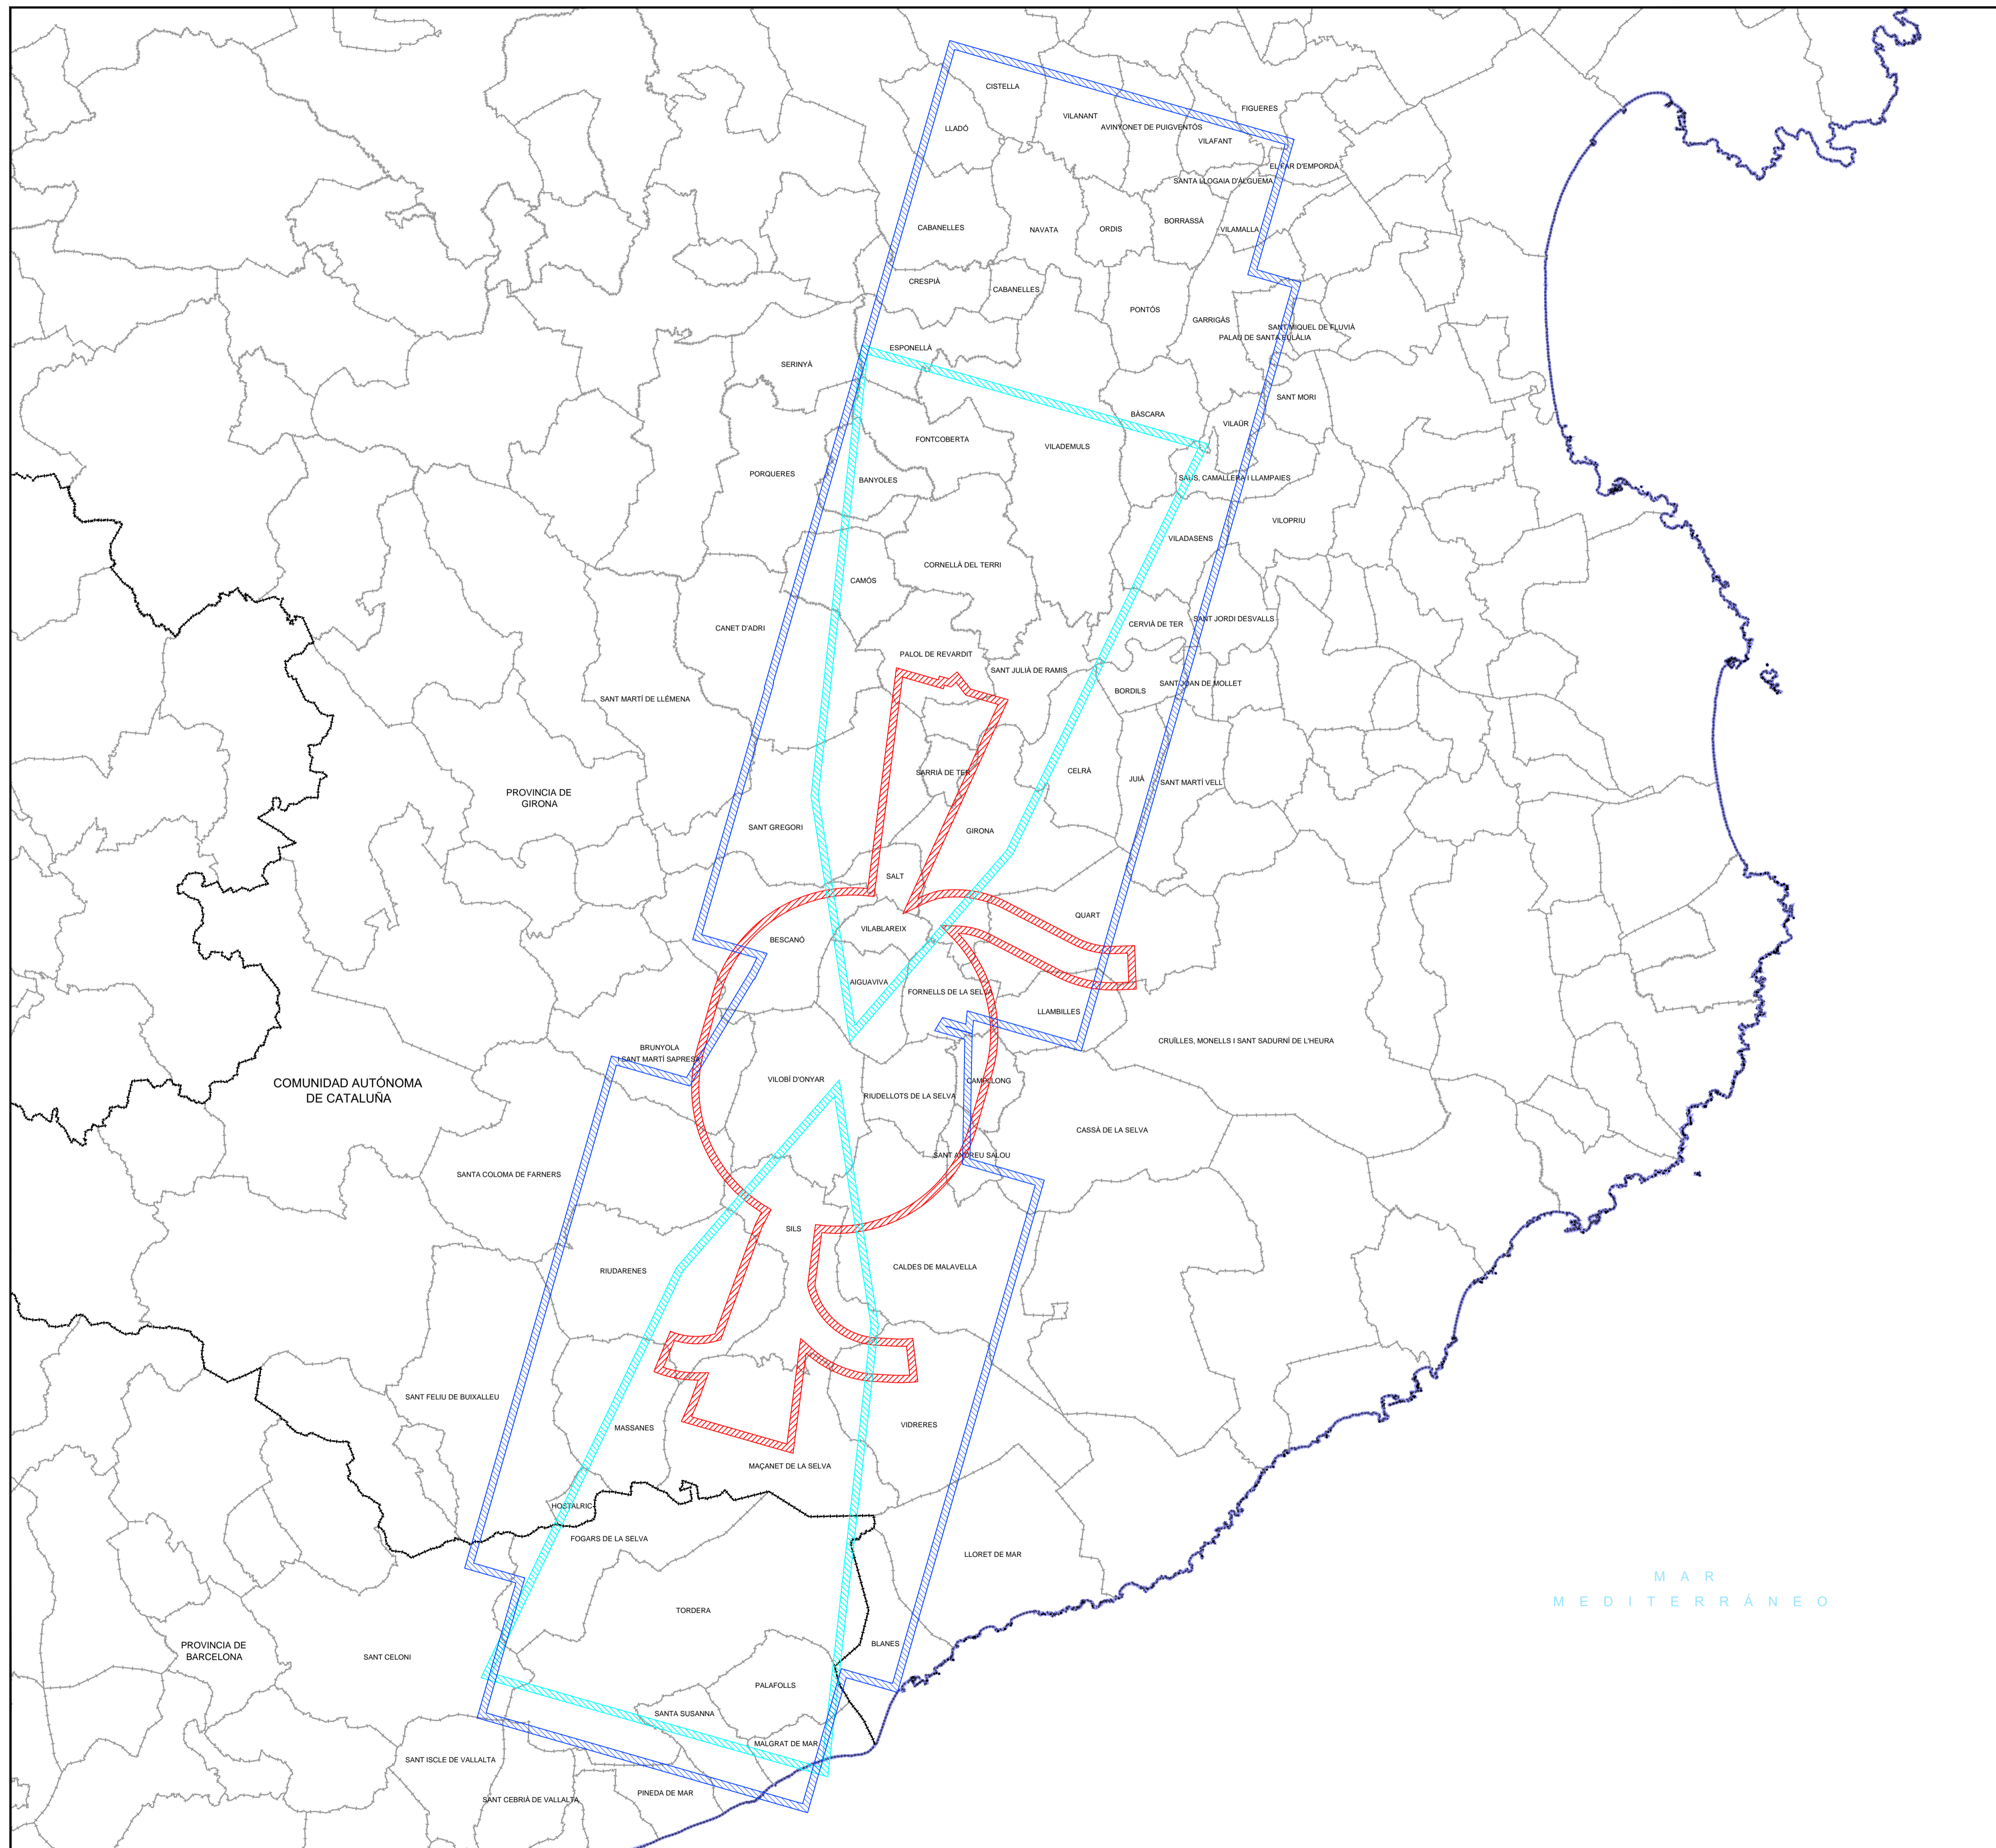 CISTELLA
FIGUERES
VILANANT
AVINYONET DE PUIGVENTÓS
LLADÓ
VILAFANT
EL FAR D'EMPORDÀ
SANTA LLOGAIA D'ÀLGUEMA
BORRASSÀ
CABANELLES
NAVATA
ORDIS
VILAMALLA
CRESPIÀ
CABANELLES
PONTÓS
GARRIGÀS
SANT MIQUEL DE FLUVIÀ
PALAU DE SANTA EULÀLIA
ESPONELLÀ
SERINYÀ
SANT MORI
BÀSCARA
VILAÜR
FONTCOBERTA
VILADEMULS
PORQUERES
BANYOLES
SAUS, CAMALLERA I LLAMPAIES
VILOPRIU
VILADASENS
CORNELLÀ DEL TERRI
CAMÓS
SANT JORDI DESVALLS
CERVIÀ DE TER
CANET D'ADRI
PALOL DE REVARDIT
SANT JULIÀ DE RAMIS
SANT JOAN DE MOLLET
BORDILS
SANT MARTÍ DE LLÉMENA
SARRIÀ DE TER
CELRÀ
JUIÀ
SANT MARTÍ VELL
PROVINCIA DE
GIRONA
SANT GREGORI
GIRONA
SALT
QUART
VILABLAREIX
BESCANÓ
AIGUAVIVA
FORNELLS DE LA SELVA
LLAMBILLES
CRUÏLLES, MONELLS I SANT SADURNÍ DE L'HEURA
BRUNYOLA
I SANT MARTÍ SAPRESA
VILOBÍ D'ONYAR
CAMPLLONG
COMUNIDAD AUTÓNOMA
DE CATALUÑA
RIUDELLOTS DE LA SELVA
CASSÀ DE LA SELVA
SANT ANDREU SALOU
SANTA COLOMA DE FARNERS
SILS
RIUDARENES
CALDES DE MALAVELLA
SANT FELIU DE BUIXALLEU
MASSANES
VIDRERES
MAÇANET DE LA SELVA
HOSTALRIC
FOGARS DE LA SELVA
LLORET DE MAR
MAR
MEDITERRÁNEO
TORDERA
PROVINCIA DE
BARCELONA
SANT CELONI
BLANES
PALAFOLLS
SANTA SUSANNA
MALGRAT DE MAR
SANT ISCLE DE VALLALTA
PINEDA DE MAR
SANT CEBRIÀ DE VALLALTA